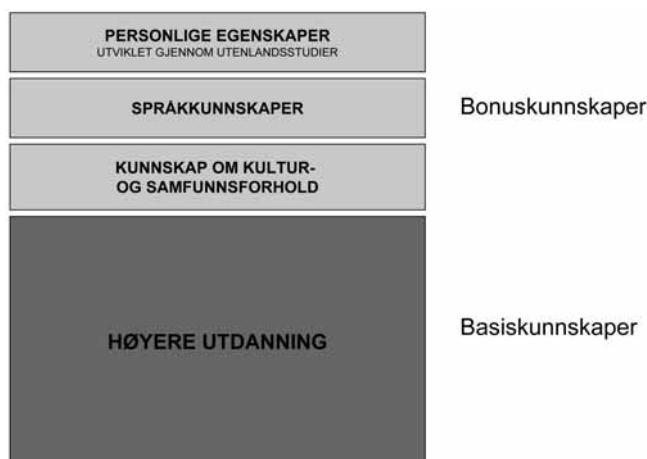 PERSONLIGE EGENSKAPER
UTVIKLET GJENNOM UTENLANDSSTUDIER
SPRÅKKUNNSKAPER
Bonuskunnskaper
KUNNSKAP OM KULTUR-
OG SAMFUNNSFORHOLD
HØYERE UTDANNING
Basiskunnskaper